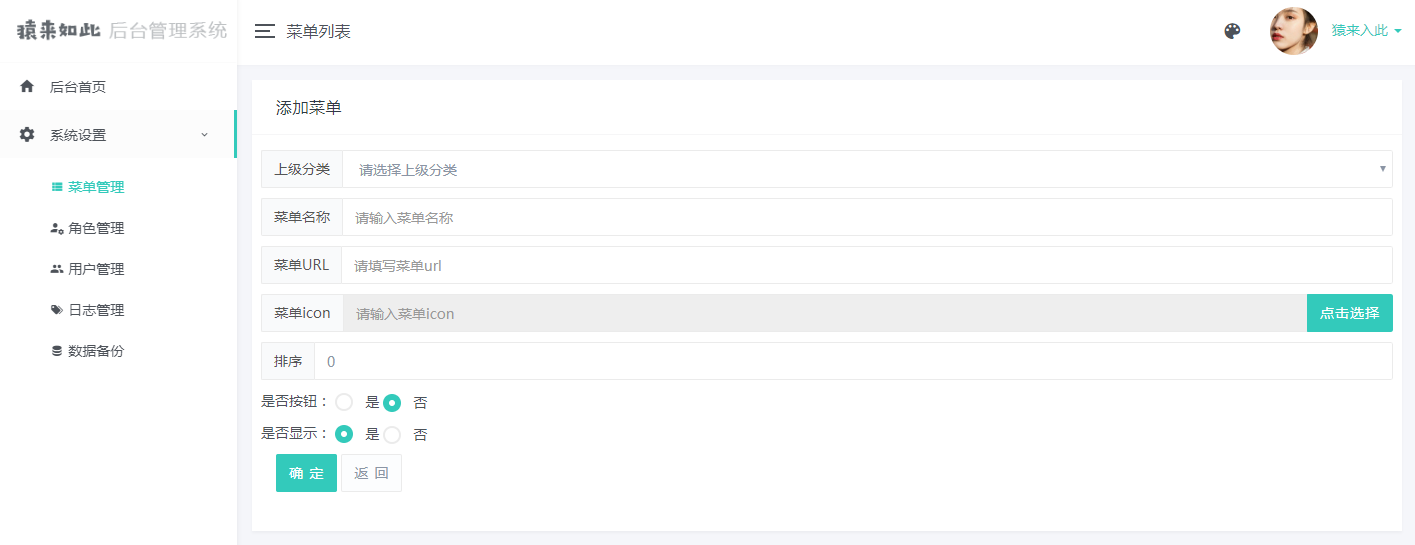 猿来如此 后台管理系统
菜单列表
猿来入此
后台首页
系统设置
菜单管理
角色管理
用户管理
日志管理
数据备份
添加菜单
上级分类 请选择上级分类
菜单名称 请输入菜单名称
菜单URL 请填写菜单url
菜单icon 请输入菜单icon 点击选择
排序 0
是否按钮： 是 否
是否显示： 是 否
确 定 返 回